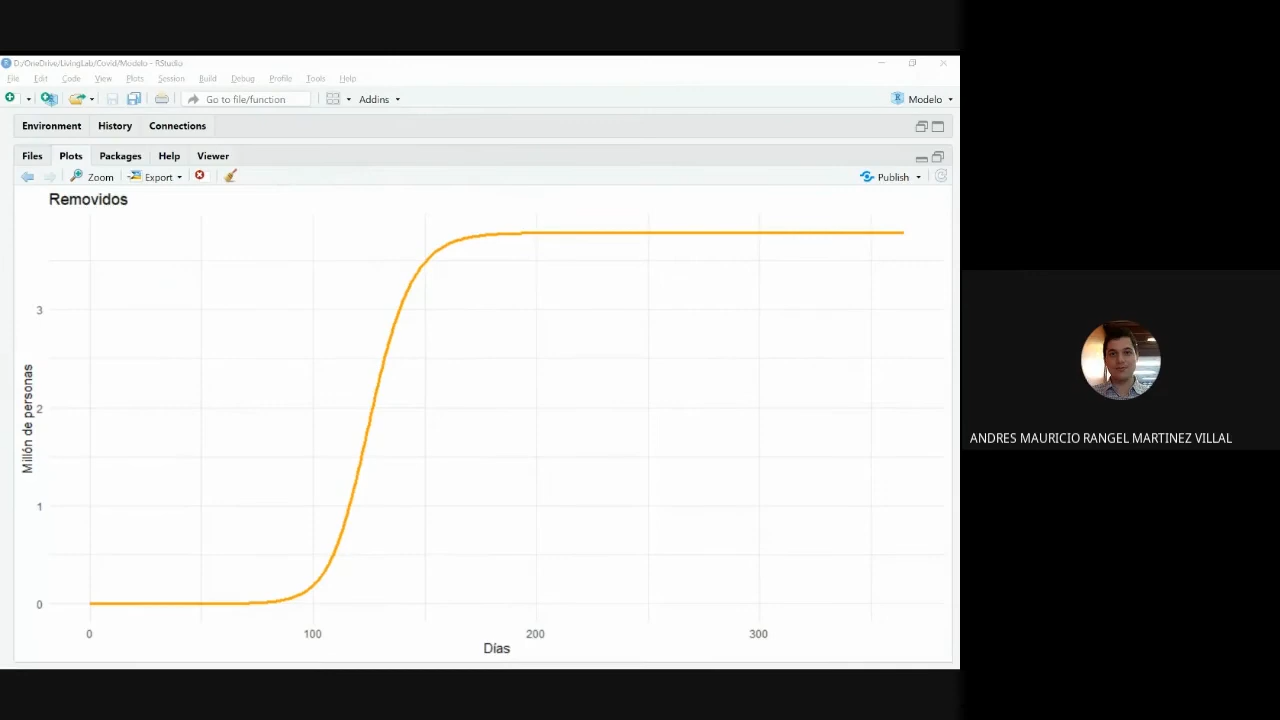 D:/OneDrive/LivingLab/Covid/Modelo - RStudio
File Edit Code View Plots Session Build Debug Profile Tools Help
Go to file/function Addins Modelo
Environment History Connections
Files Plots Packages Help Viewer
Zoom Export Publish
Removidos
3
2
1
0
Millón de personas
0 100 200 300
Días
ANDRES MAURICIO RANGEL MARTINEZ VILLAL